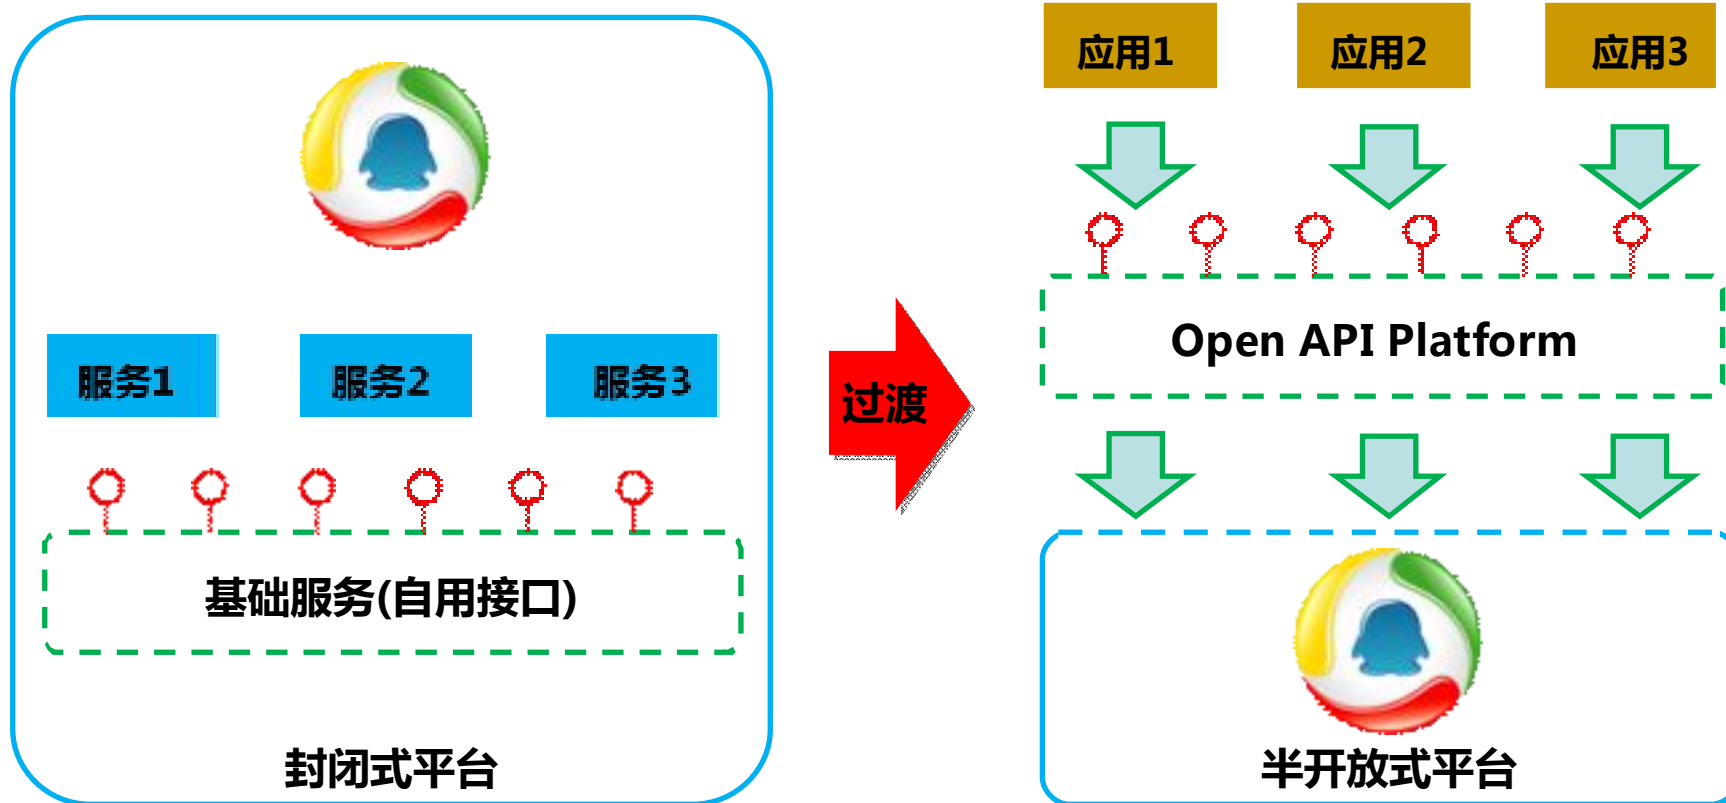 服务1
服务2
服务3
基础服务(自用接口)
封闭式平台
过渡
应用1
应用2
应用3
Open API Platform
半开放式平台